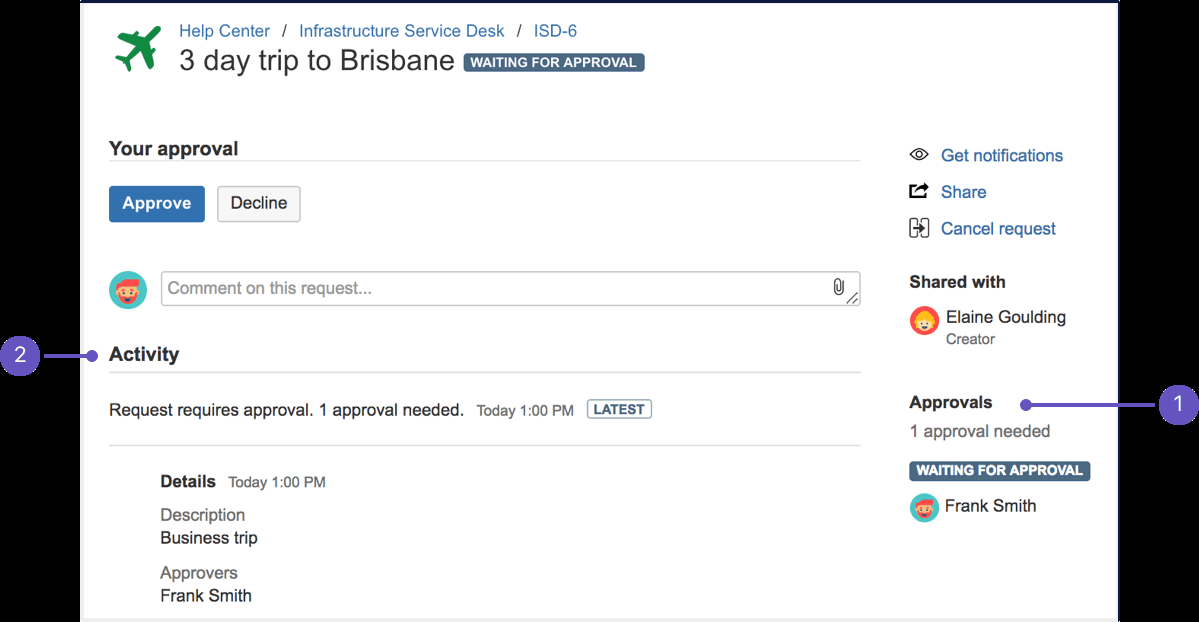 Help Center / Infrastructure Service Desk / ISD-6
3 day trip to Brisbane WAITING FOR APPROVAL
Your approval
Approve Decline
Comment on this request...
2
Activity
Request requires approval. 1 approval needed. Today 1:00 PM LATEST
Details Today 1:00 PM
Description
Business trip
Approvers
Frank Smith
Get notifications
Share
Cancel request
Shared with
Elaine Goulding
Creator
Approvals
1
1 approval needed
WAITING FOR APPROVAL
Frank Smith